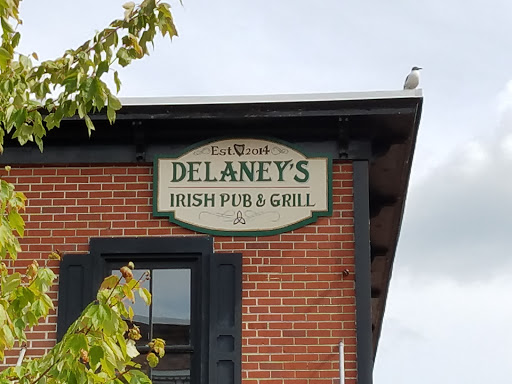 Est 2014
DELANEY'S
IRISH PUB & GRILL